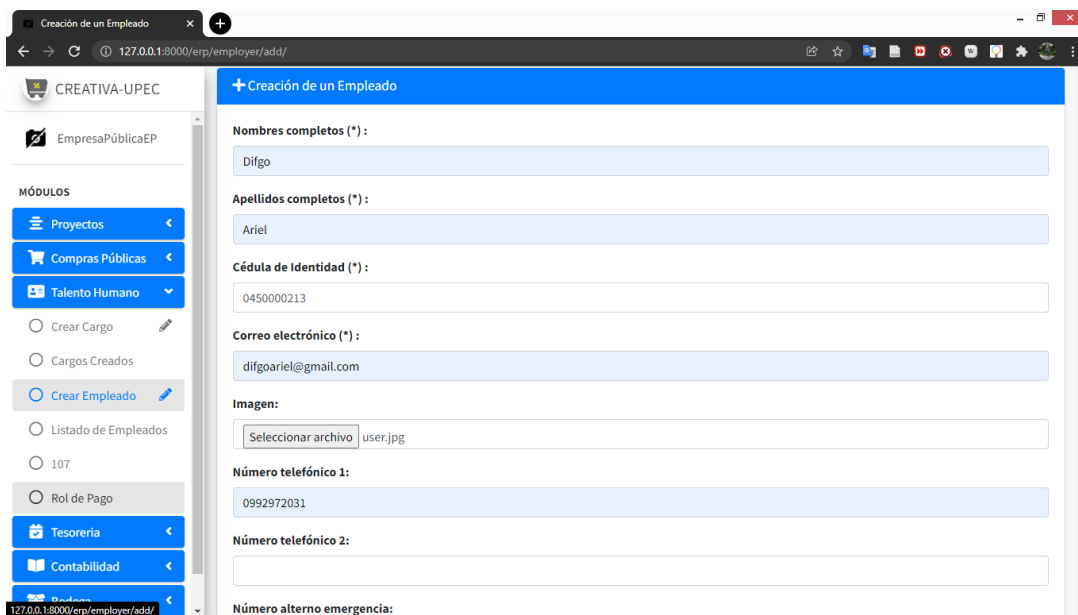 Creación de un Empleado
127.0.0.1:8000/erp/employer/add/
CREATIVA-UPEC
EmpresaPúblicaEP
MÓDULOS
Proyectos
Compras Públicas
Talento Humano
Crear Cargo
Cargos Creados
Crear Empleado
Listado de Empleados
107
Rol de Pago
Tesoreria
Contabilidad
Bodega
127.0.0.1:8000/erp/employer/add/
Creación de un Empleado
Nombres completos (*) :
Difgo
Apellidos completos (*) :
Ariel
Cédula de Identidad (*) :
0450000213
Correo electrónico (*) :
difgoariel@gmail.com
Imagen:
Seleccionar archivo user.jpg
Número telefónico 1:
0992972031
Número telefónico 2:
Número alterno emergencia: